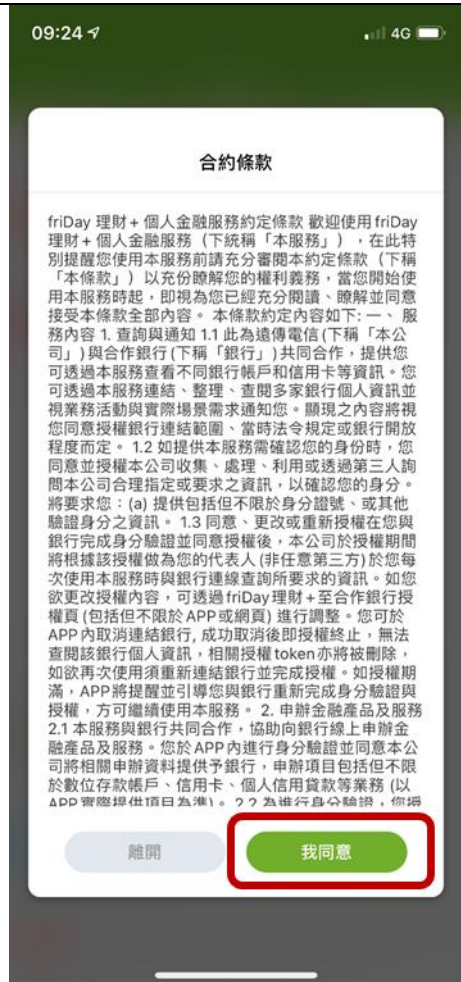 09:24
4G
合約條款
friDay 理財+ 個人金融服務約定條款 歡迎使用 friDay
理財+ 個人金融服務（下統稱「本服務」），在此特
別提醒您使用本服務前請充分審閱本約定條款（下稱
「本條款」）以充份瞭解您的權利義務，當您開始使
用本服務時起，即視為您已經充分閱讀、瞭解並同意
接受本條款全部內容。 本條款約定內容如下: 一、 服
務內容 1. 查詢與通知 1.1 此為遠傳電信 (下稱「本公
司」) 與合作銀行 (下稱「銀行」) 共同合作，提供您
可透過本服務查看不同銀行帳戶和信用卡等資訊。您
可透過本服務連結、整理、查閱多家銀行個人資訊並
視業務活動與實際場景需求通知您。顯現之內容將視
您同意授權銀行連結範圍、當時法令規定或銀行開放
程度而定。 1.2 如提供本服務需確認您的身份時，您
同意並授權本公司收集、處理、利用或透過第三人詢
問本公司合理指定或要求之資訊，以確認您的身分。
將要求您：(a) 提供包括但不限於身分證號、或其他
驗證身分之資訊。 1.3 同意、更改或重新授權在您與
銀行完成身分驗證並同意授權後，本公司於授權期間
將根據該授權做為您的代表人 (非任意第三方) 於您每
次使用本服務時與銀行連線查詢所要求的資訊。如您
欲更改授權內容，可透過 friDay 理財+ 至合作銀行授
權頁 (包括但不限於 APP 或網頁) 進行調整。您可於
APP 內取消連結銀行, 成功取消後即授權終止，無法
查閱該銀行個人資訊，相關授權 token 亦將被刪除，
如欲再次使用須重新連結銀行並完成授權。如授權期
滿，APP 將提醒並引導您與銀行重新完成身分驗證與
授權，方可繼續使用本服務。 2. 申辦金融產品及服務
2.1 本服務與銀行共同合作，協助向銀行線上申辦金
融產品及服務。您於 APP 內進行身分驗證並同意本公
司將相關申辦資料提供予銀行，申辦項目包括但不限
於數位存款帳戶、信用卡、個人信用貸款等業務 (以
APP 實際提供項目為準) 。 2.2 為進行身分驗證，您授
離開
我同意